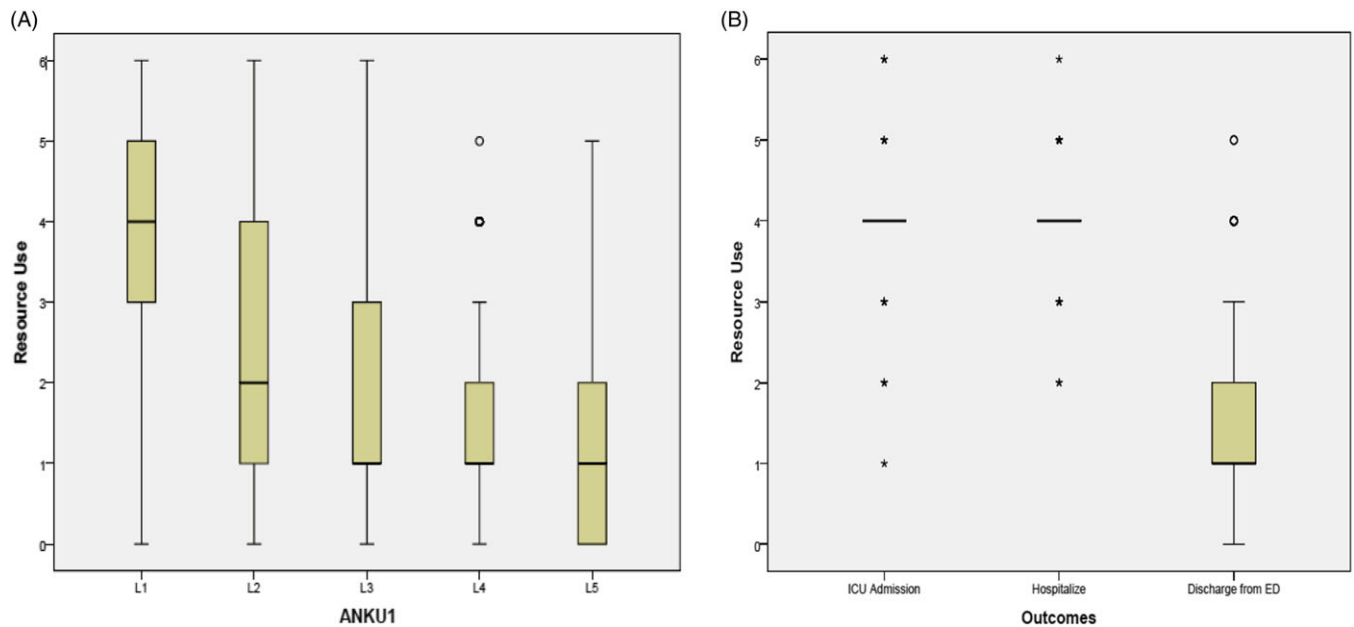 (A)
Resource Use
6
5
4
3
2
1
0
L1 L2 L3 L4 L5
ANKU1
(B)
Resource Use
6
5
4
3
2
1
0
ICU Admission Hospitalize Discharge from ED
Outcomes